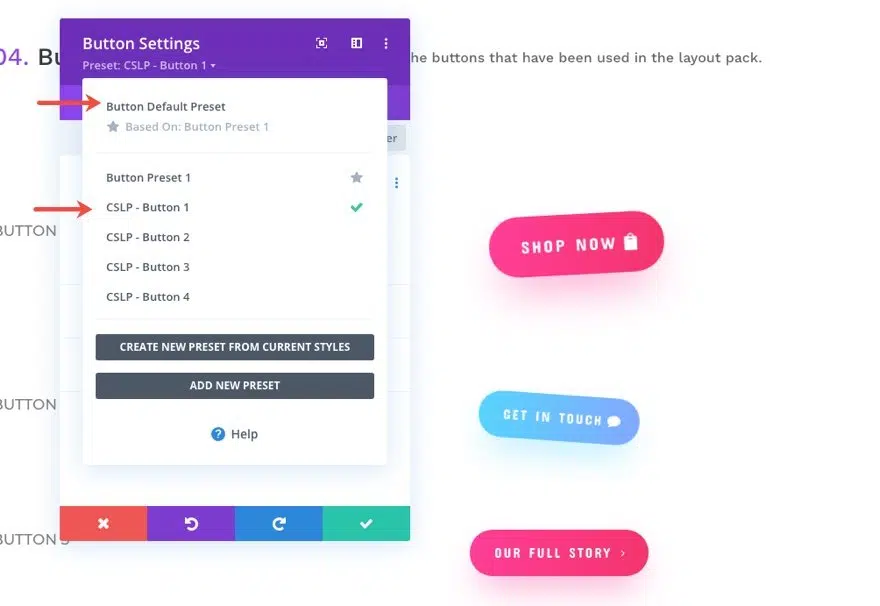 04. Bu
he buttons that have been used in the layout pack.
Button Settings
Preset: CSLP - Button 1
er
Button Default Preset
Based On: Button Preset 1
Button Preset 1
CSLP - Button 1
CSLP - Button 2
CSLP - Button 3
CSLP - Button 4
CREATE NEW PRESET FROM CURRENT STYLES
ADD NEW PRESET
? Help
BUTTON
SHOP NOW
BUTTON
GET IN TOUCH
BUTTON
OUR FULL STORY ›